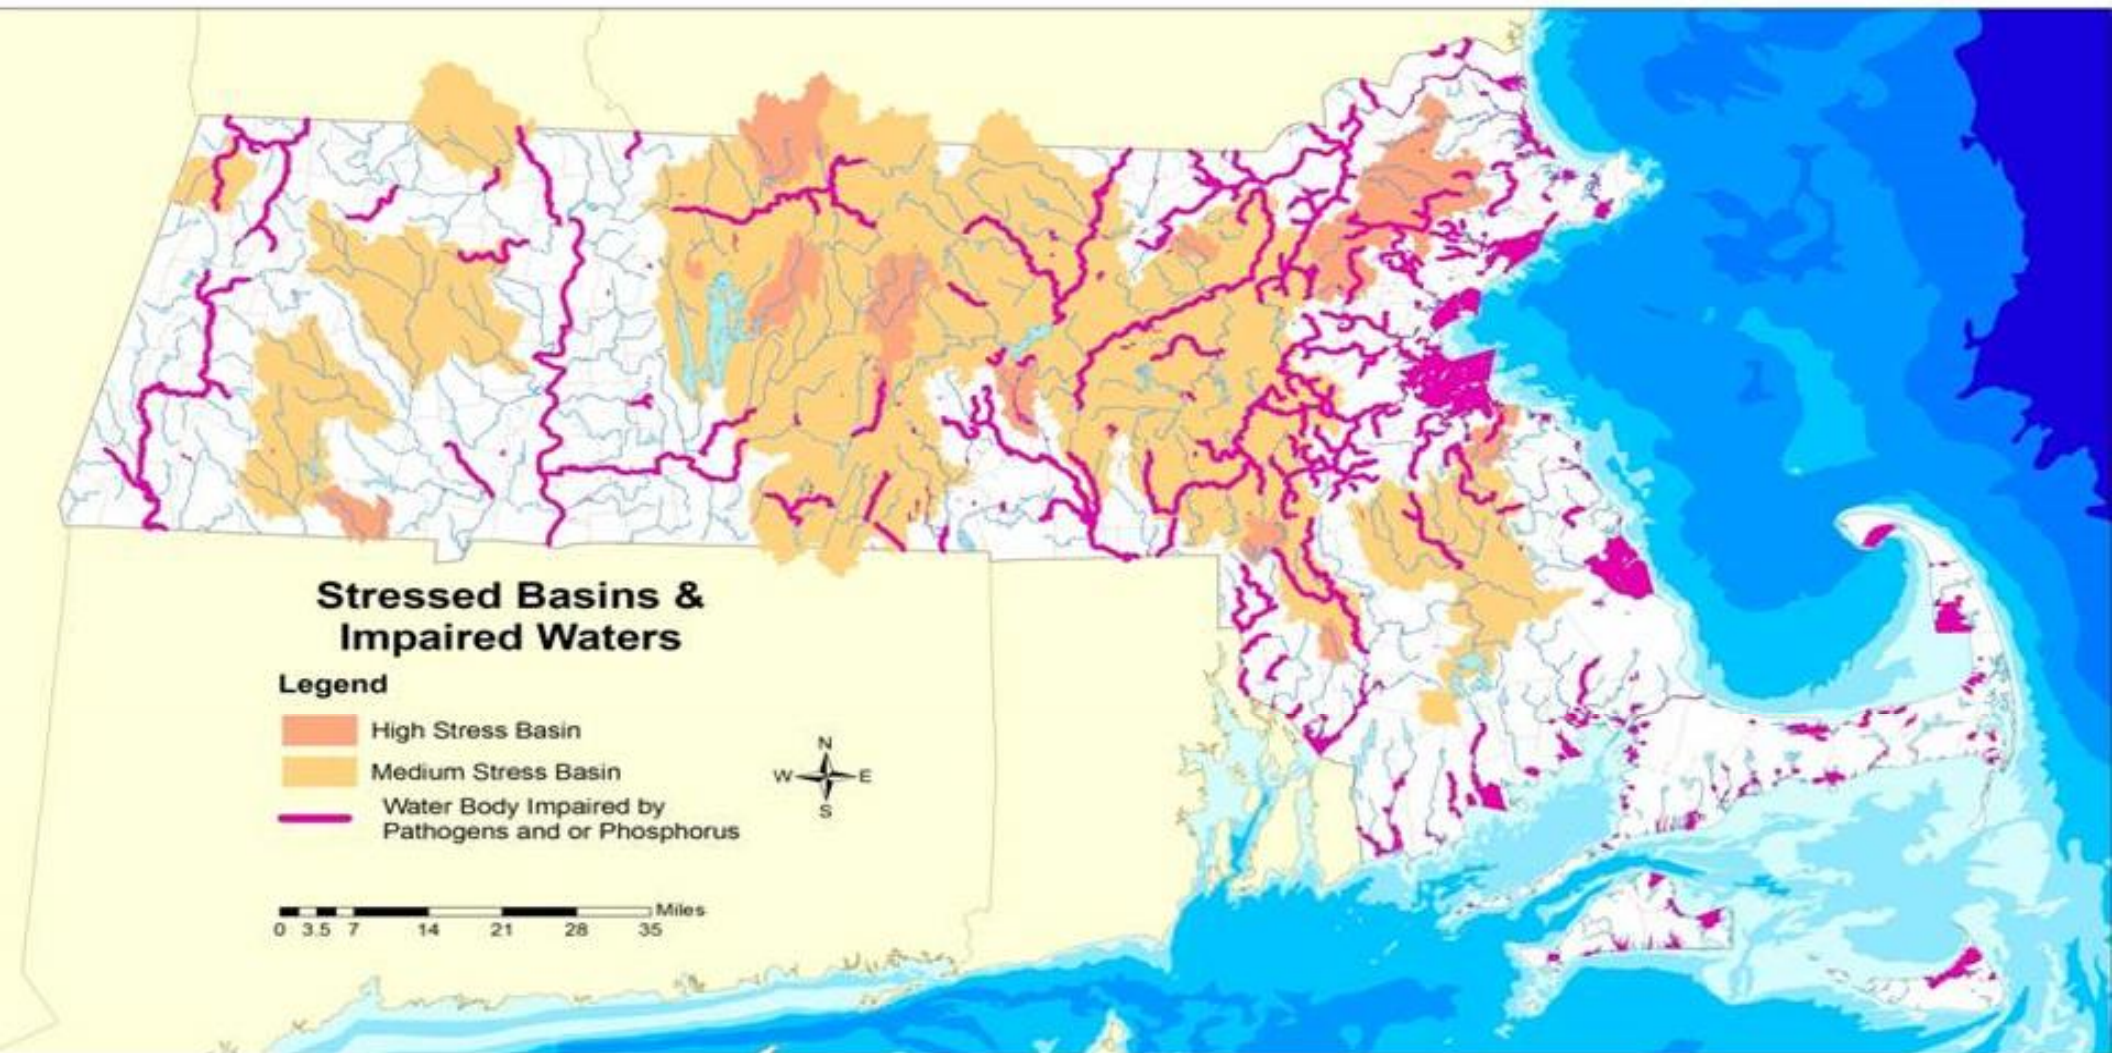 Stressed Basins &
Impaired Waters
Legend
High Stress Basin
Medium Stress Basin
Water Body Impaired by
Pathogens and or Phosphorus
N
W E
S
Miles
0 3.5 7 14 21 28 35